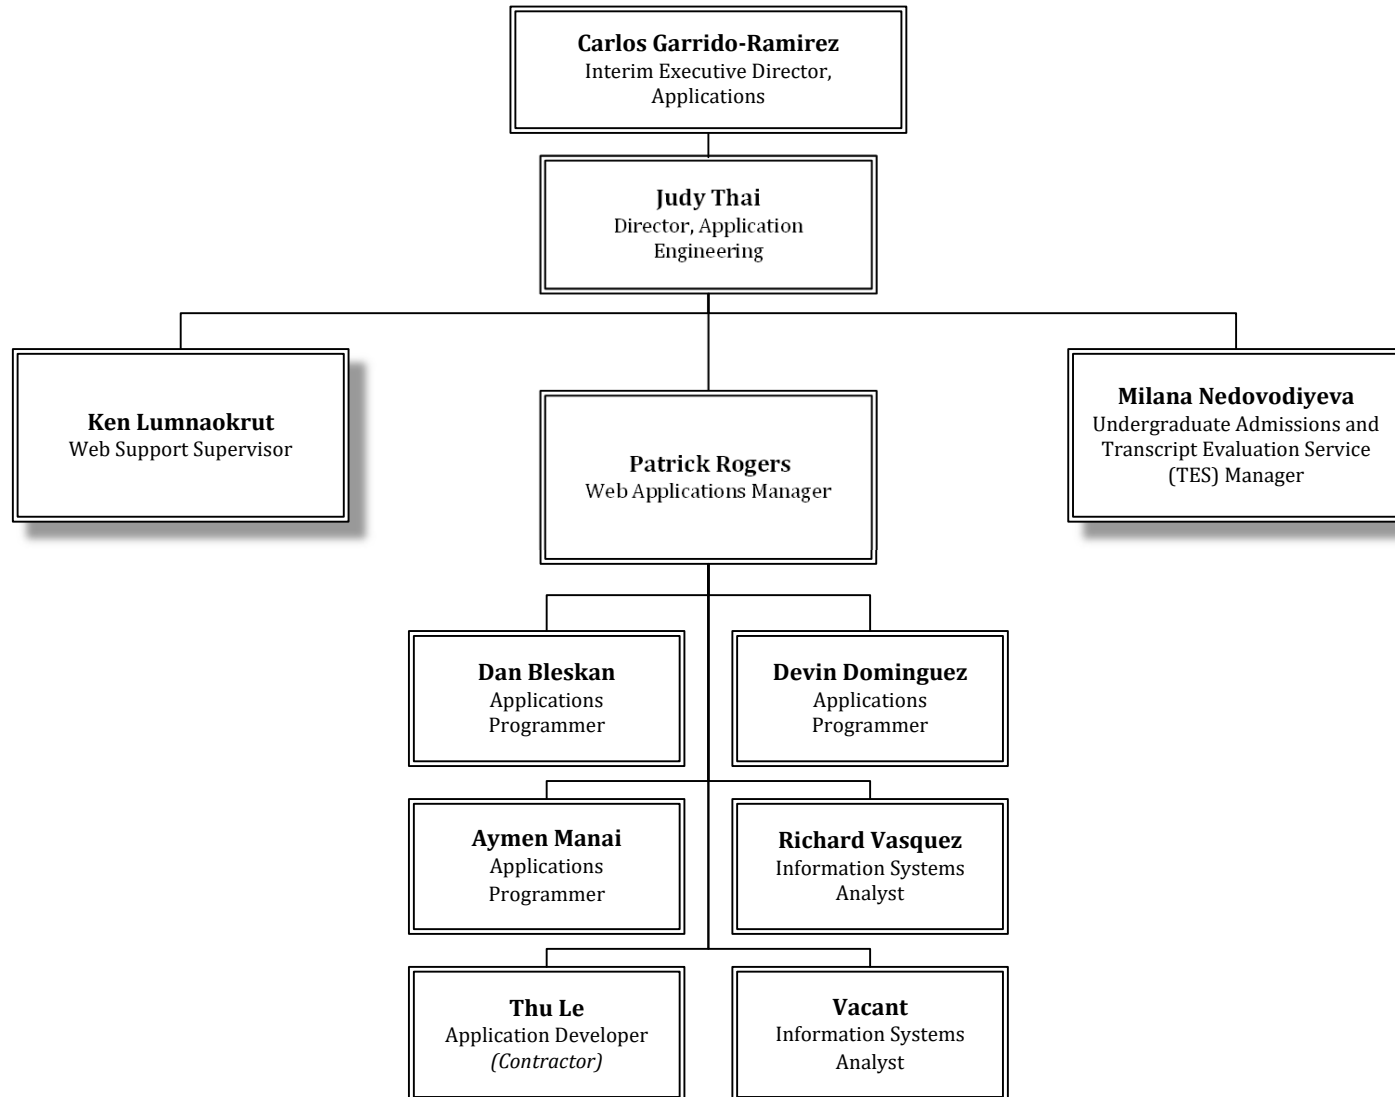 Carlos Garrido-Ramirez
Interim Executive Director,
Applications
Judy Thai
Director, Application
Engineering
Ken Lumnaokrut
Web Support Supervisor
Patrick Rogers
Web Applications Manager
Milana Nedovodiyeva
Undergraduate Admissions and
Transcript Evaluation Service
(TES) Manager
Dan Bleskan
Applications
Programmer
Devin Dominguez
Applications
Programmer
Aymen Manai
Applications
Programmer
Richard Vasquez
Information Systems
Analyst
Thu Le
Application Developer
(Contractor)
Vacant
Information Systems
Analyst